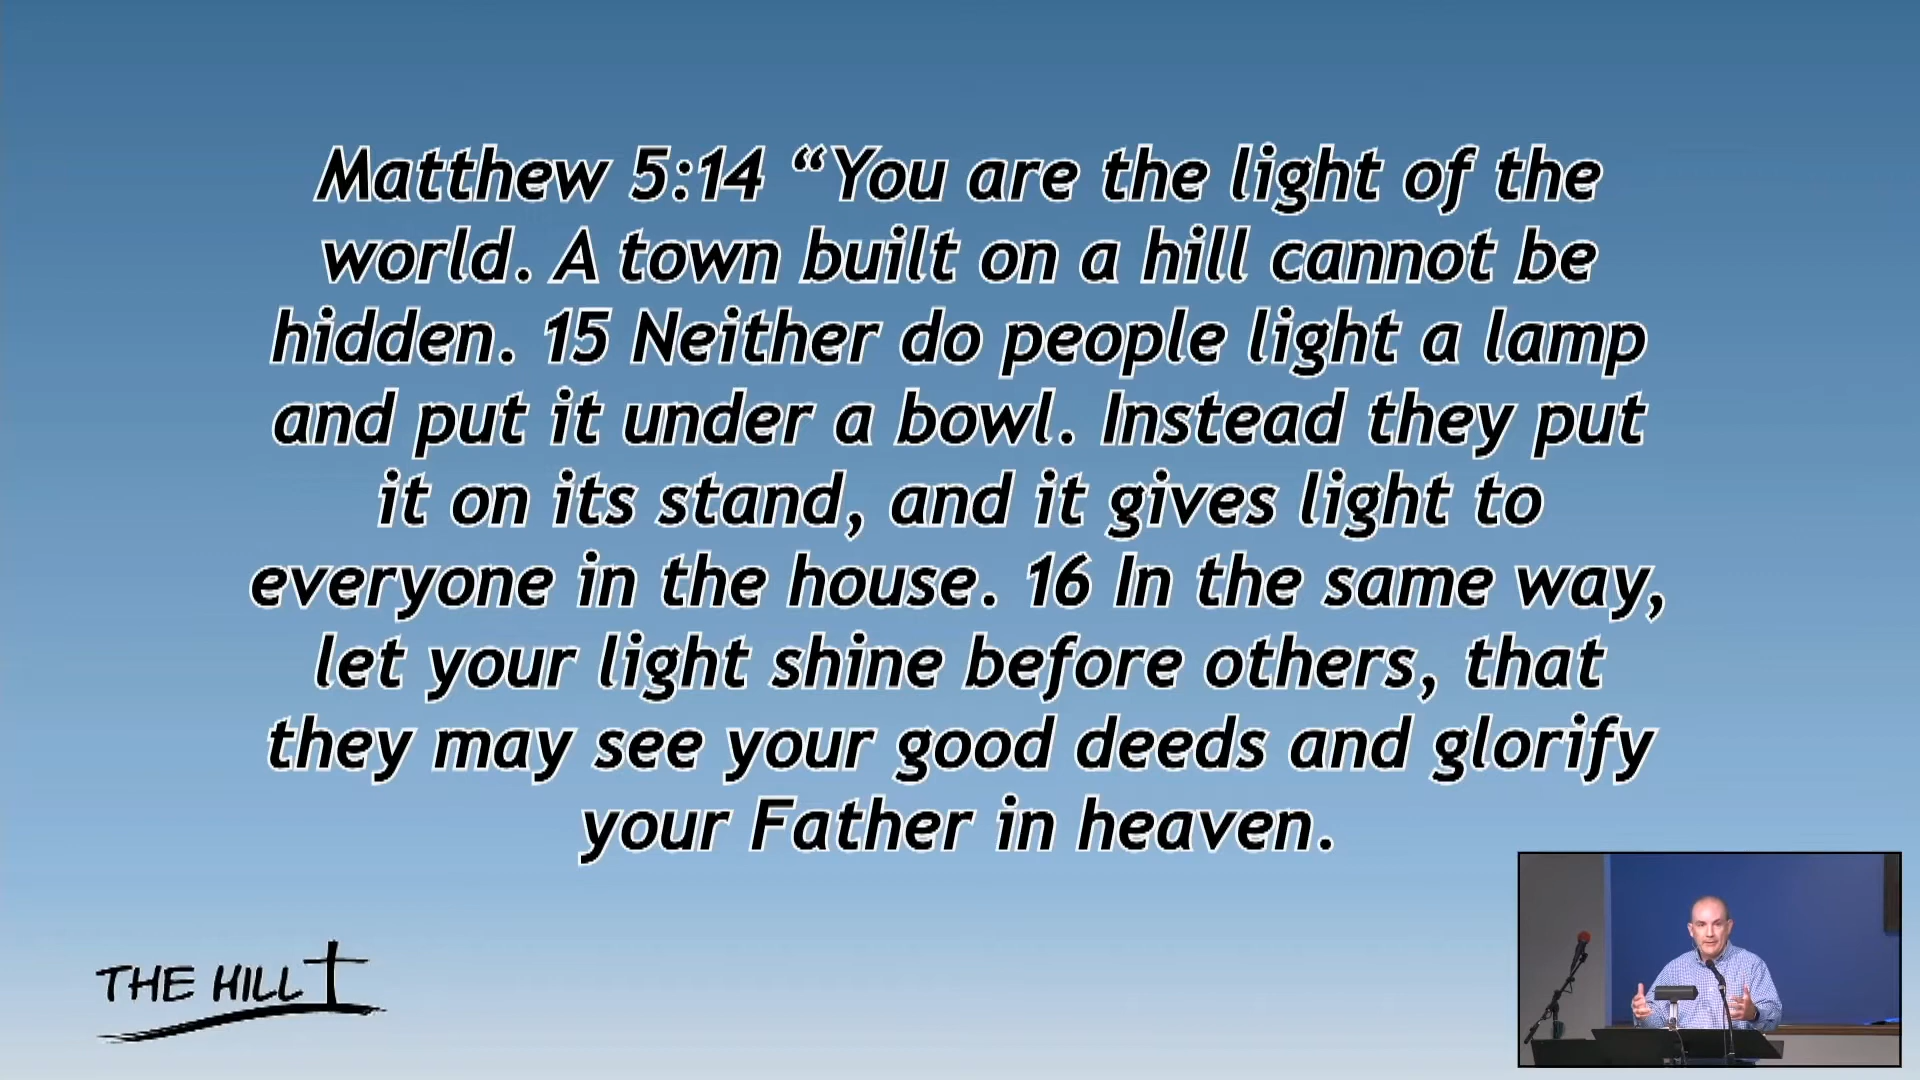 Matthew 5:14 “You are the light of the
world. A town built on a hill cannot be
hidden. 15 Neither do people light a lamp
and put it under a bowl. Instead they put
it on its stand, and it gives light to
everyone in the house. 16 In the same way,
let your light shine before others, that
they may see your good deeds and glorify
your Father in heaven.
THE HILL